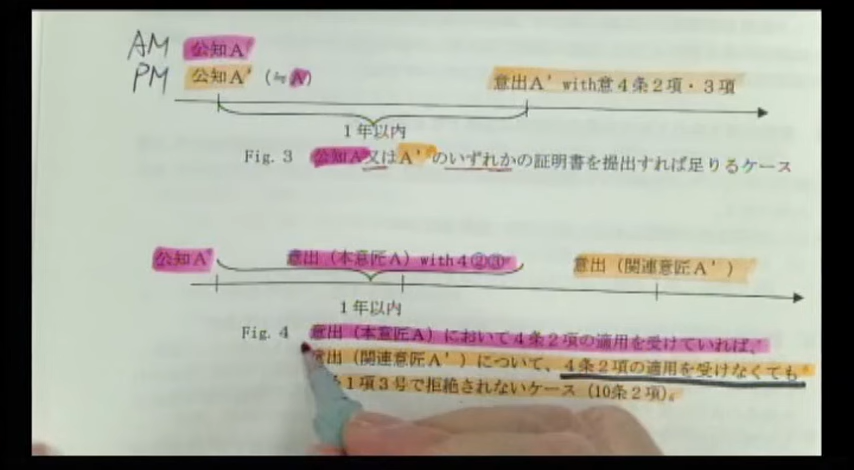 AM 公知A
PM 公知A'（≒A） 意出A' with意4条2項・3項
1年以内
Fig. 3 公知A又はA'のいずれかの証明書を提出すれば足りるケース
公知A 意出（本意匠A）with4②③ 意出（関連意匠A'）
1年以内
Fig. 4 意出（本意匠A）において4条2項の適用を受けていれば、
意出（関連意匠A'）について、4条2項の適用を受けなくても
1項3号で拒絶されないケース（10条2項）。